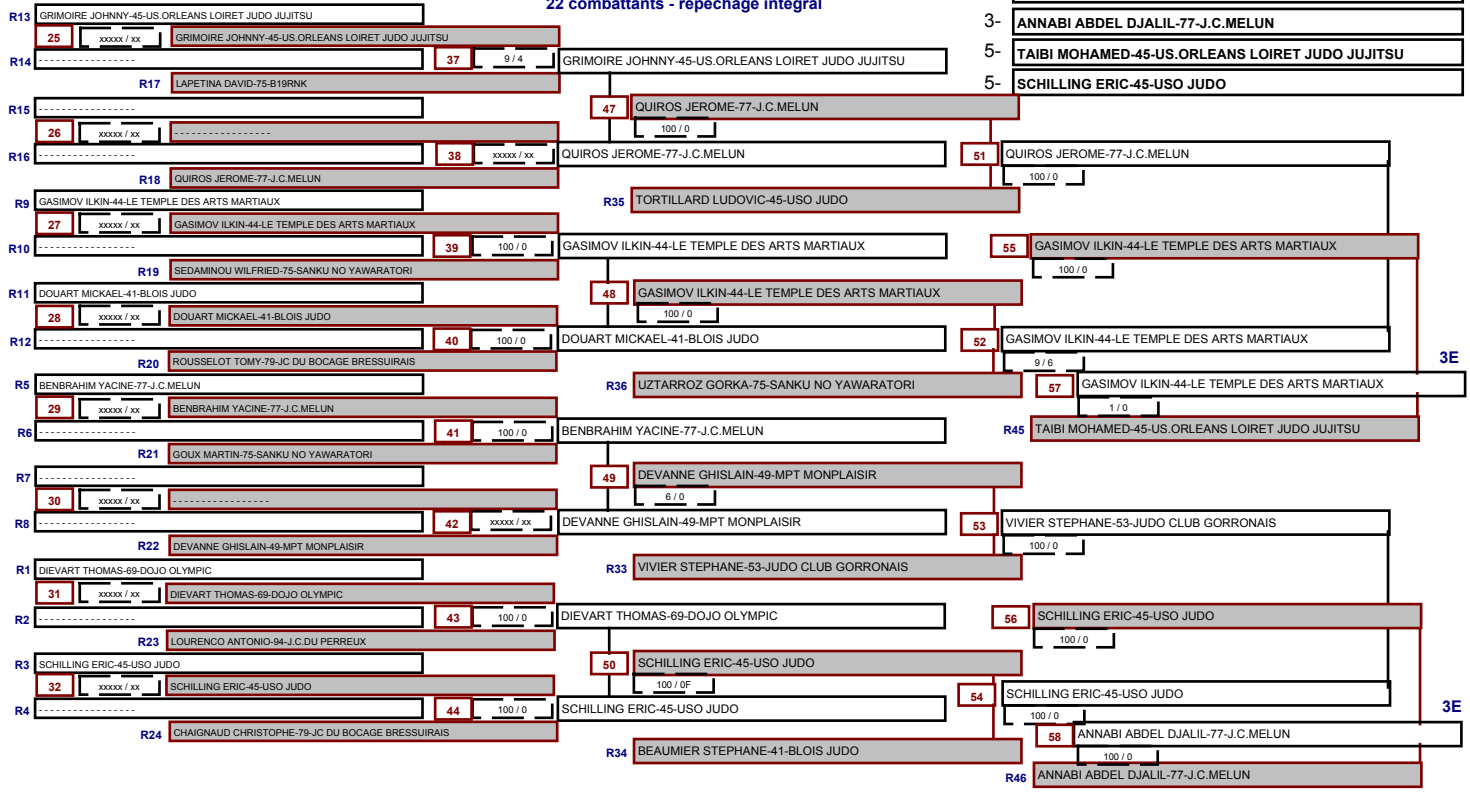 22 combattants - repêchage intégral
3- ANNABI ABDEL DJALIL-77-J.C.MELUN
5- TAIBI MOHAMED-45-US.ORLEANS LOIRET JUDO JUJITSU
5- SCHILLING ERIC-45-USO JUDO
R13 GRIMOIRE JOHNNY-45-US.ORLEANS LOIRET JUDO JUJITSU
25 xxxxx / xx GRIMOIRE JOHNNY-45-US.ORLEANS LOIRET JUDO JUJITSU
R14 ---------------- 37 9 / 4 GRIMOIRE JOHNNY-45-US.ORLEANS LOIRET JUDO JUJITSU
R17 LAPETINA DAVID-75-B19RNK
R15 ---------------- 47 QUIROS JEROME-77-J.C.MELUN
26 xxxxx / xx ---------------- 100 / 0
R16 ---------------- 38 xxxxx / xx QUIROS JEROME-77-J.C.MELUN 51 QUIROS JEROME-77-J.C.MELUN
R18 QUIROS JEROME-77-J.C.MELUN 100 / 0
R9 GASIMOV ILKIN-44-LE TEMPLE DES ARTS MARTIAUX R35 TORTILLARD LUDOVIC-45-USO JUDO
27 xxxxx / xx GASIMOV ILKIN-44-LE TEMPLE DES ARTS MARTIAUX
R10 ---------------- 39 100 / 0 GASIMOV ILKIN-44-LE TEMPLE DES ARTS MARTIAUX 55 GASIMOV ILKIN-44-LE TEMPLE DES ARTS MARTIAUX
R19 SEDAMINOU WILFRIED-75-SANKU NO YAWARATORI 100 / 0
R11 DOUART MICKAEL-41-BLOIS JUDO 48 GASIMOV ILKIN-44-LE TEMPLE DES ARTS MARTIAUX
28 xxxxx / xx DOUART MICKAEL-41-BLOIS JUDO 100 / 0
R12 ---------------- 40 100 / 0 DOUART MICKAEL-41-BLOIS JUDO 52 GASIMOV ILKIN-44-LE TEMPLE DES ARTS MARTIAUX
R20 ROUSSELOT TOMY-79-JC DU BOCAGE BRESSUIRAIS 9 / 6 3E
R5 BENBRAHIM YACINE-77-J.C.MELUN R36 UZTARROZ GORKA-75-SANKU NO YAWARATORI 57 GASIMOV ILKIN-44-LE TEMPLE DES ARTS MARTIAUX
29 xxxxx / xx BENBRAHIM YACINE-77-J.C.MELUN 1 / 0
R6 ---------------- 41 100 / 0 BENBRAHIM YACINE-77-J.C.MELUN R45 TAIBI MOHAMED-45-US.ORLEANS LOIRET JUDO JUJITSU
R21 GOUX MARTIN-75-SANKU NO YAWARATORI
R7 ---------------- 49 DEVANNE GHISLAIN-49-MPT MONPLAISIR
30 xxxxx / xx ---------------- 6 / 0
R8 ---------------- 42 xxxxx / xx DEVANNE GHISLAIN-49-MPT MONPLAISIR 53 VIVIER STEPHANE-53-JUDO CLUB GORRONAIS
R22 DEVANNE GHISLAIN-49-MPT MONPLAISIR 100 / 0
R1 DIEVART THOMAS-69-DOJO OLYMPIC R33 VIVIER STEPHANE-53-JUDO CLUB GORRONAIS
31 xxxxx / xx DIEVART THOMAS-69-DOJO OLYMPIC
R2 ---------------- 43 100 / 0 DIEVART THOMAS-69-DOJO OLYMPIC 56 SCHILLING ERIC-45-USO JUDO
R23 LOURENCO ANTONIO-94-J.C.DU PERREUX 100 / 0
R3 SCHILLING ERIC-45-USO JUDO 50 SCHILLING ERIC-45-USO JUDO
32 xxxxx / xx SCHILLING ERIC-45-USO JUDO 100 / 0F 54 SCHILLING ERIC-45-USO JUDO
R4 ---------------- 44 100 / 0 SCHILLING ERIC-45-USO JUDO 100 / 0 3E
R24 CHAIGNAUD CHRISTOPHE-79-JC DU BOCAGE BRESSUIRAIS 58 ANNABI ABDEL DJALIL-77-J.C.MELUN
R34 BEAUMIER STEPHANE-41-BLOIS JUDO 100 / 0
R46 ANNABI ABDEL DJALIL-77-J.C.MELUN